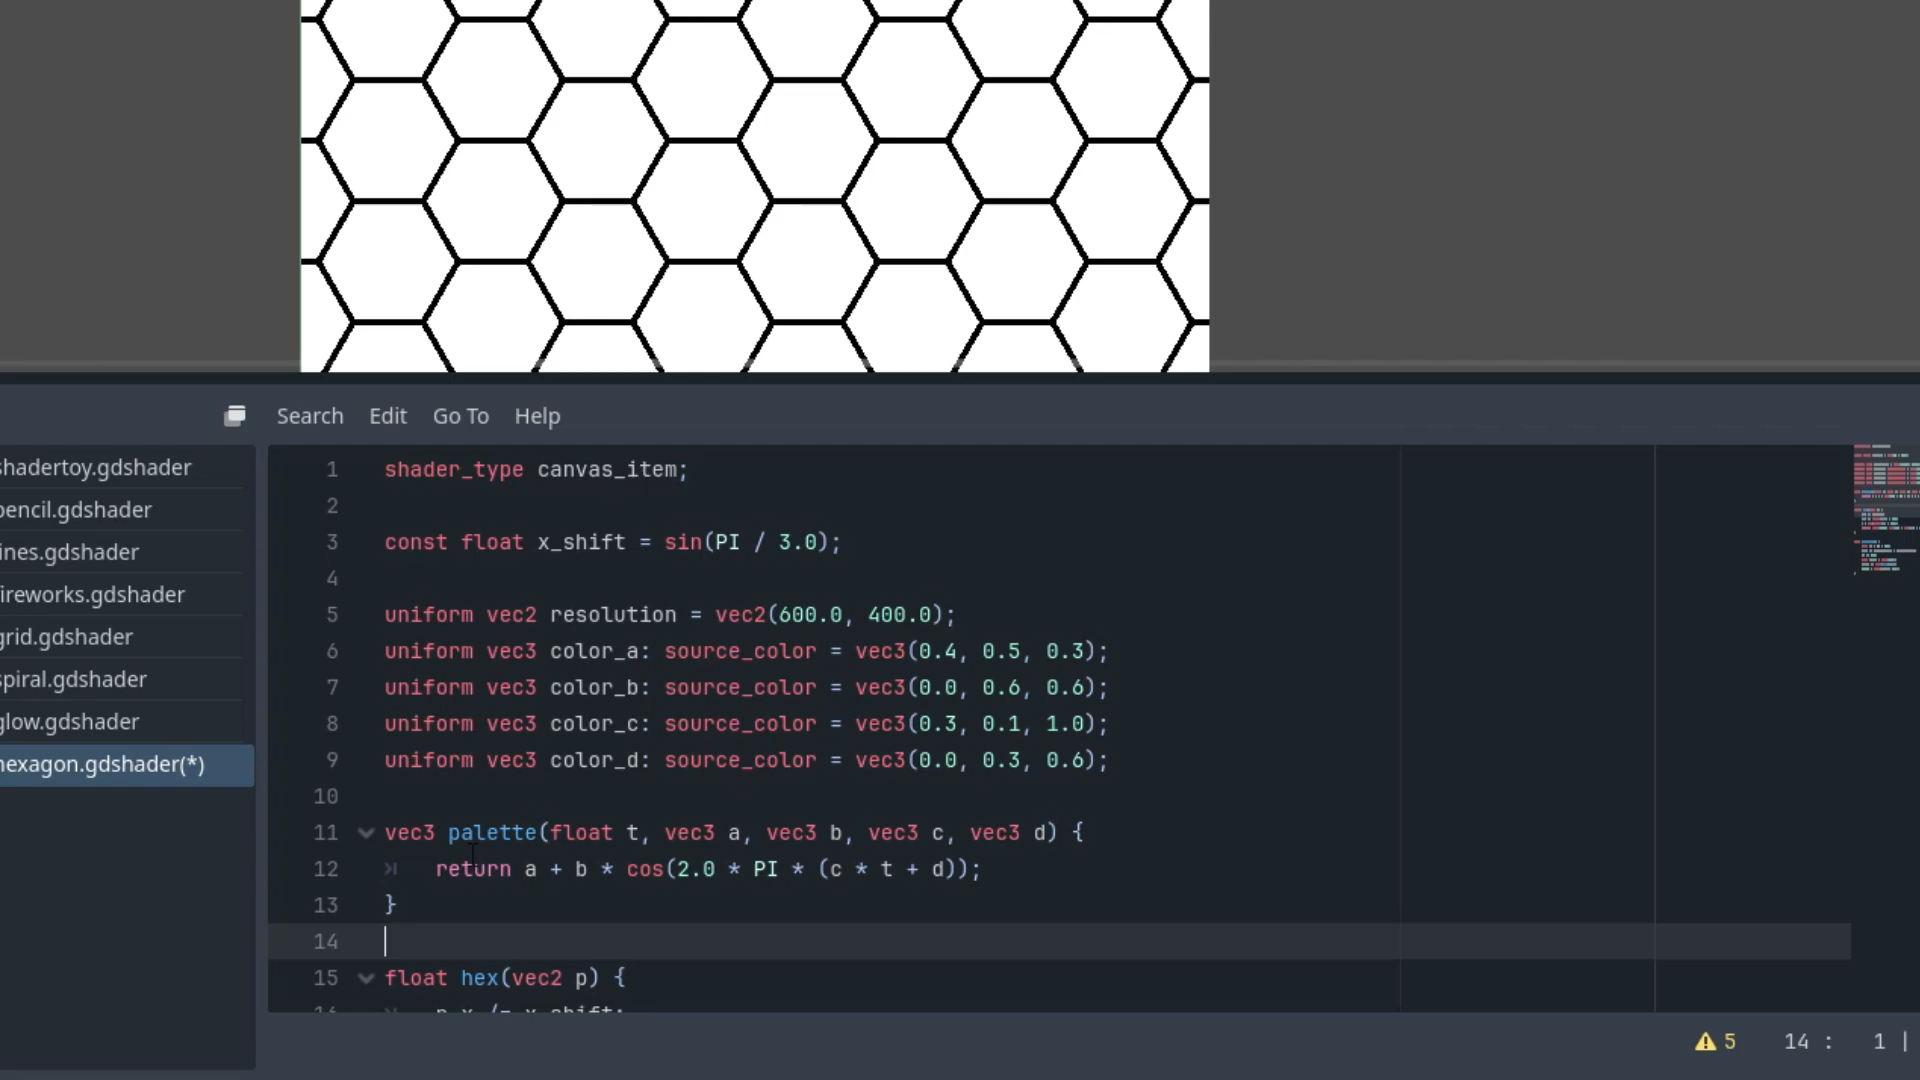 Search Edit Go To Help
shadertoy.gdshader
pencil.gdshader
ines.gdshader
ireworks.gdshader
grid.gdshader
spiral.gdshader
glow.gdshader
hexagon.gdshader(*)
1 shader_type canvas_item;
2
3 const float x_shift = sin(PI / 3.0);
4
5 uniform vec2 resolution = vec2(600.0, 400.0);
6 uniform vec3 color_a: source_color = vec3(0.4, 0.5, 0.3);
7 uniform vec3 color_b: source_color = vec3(0.0, 0.6, 0.6);
8 uniform vec3 color_c: source_color = vec3(0.3, 0.1, 1.0);
9 uniform vec3 color_d: source_color = vec3(0.0, 0.3, 0.6);
10
11 vec3 palette(float t, vec3 a, vec3 b, vec3 c, vec3 d) {
12 return a + b * cos(2.0 * PI * (c * t + d));
13 }
14
15 float hex(vec2 p) {
16 p.x /= x_shift;
5 14 : 1 |